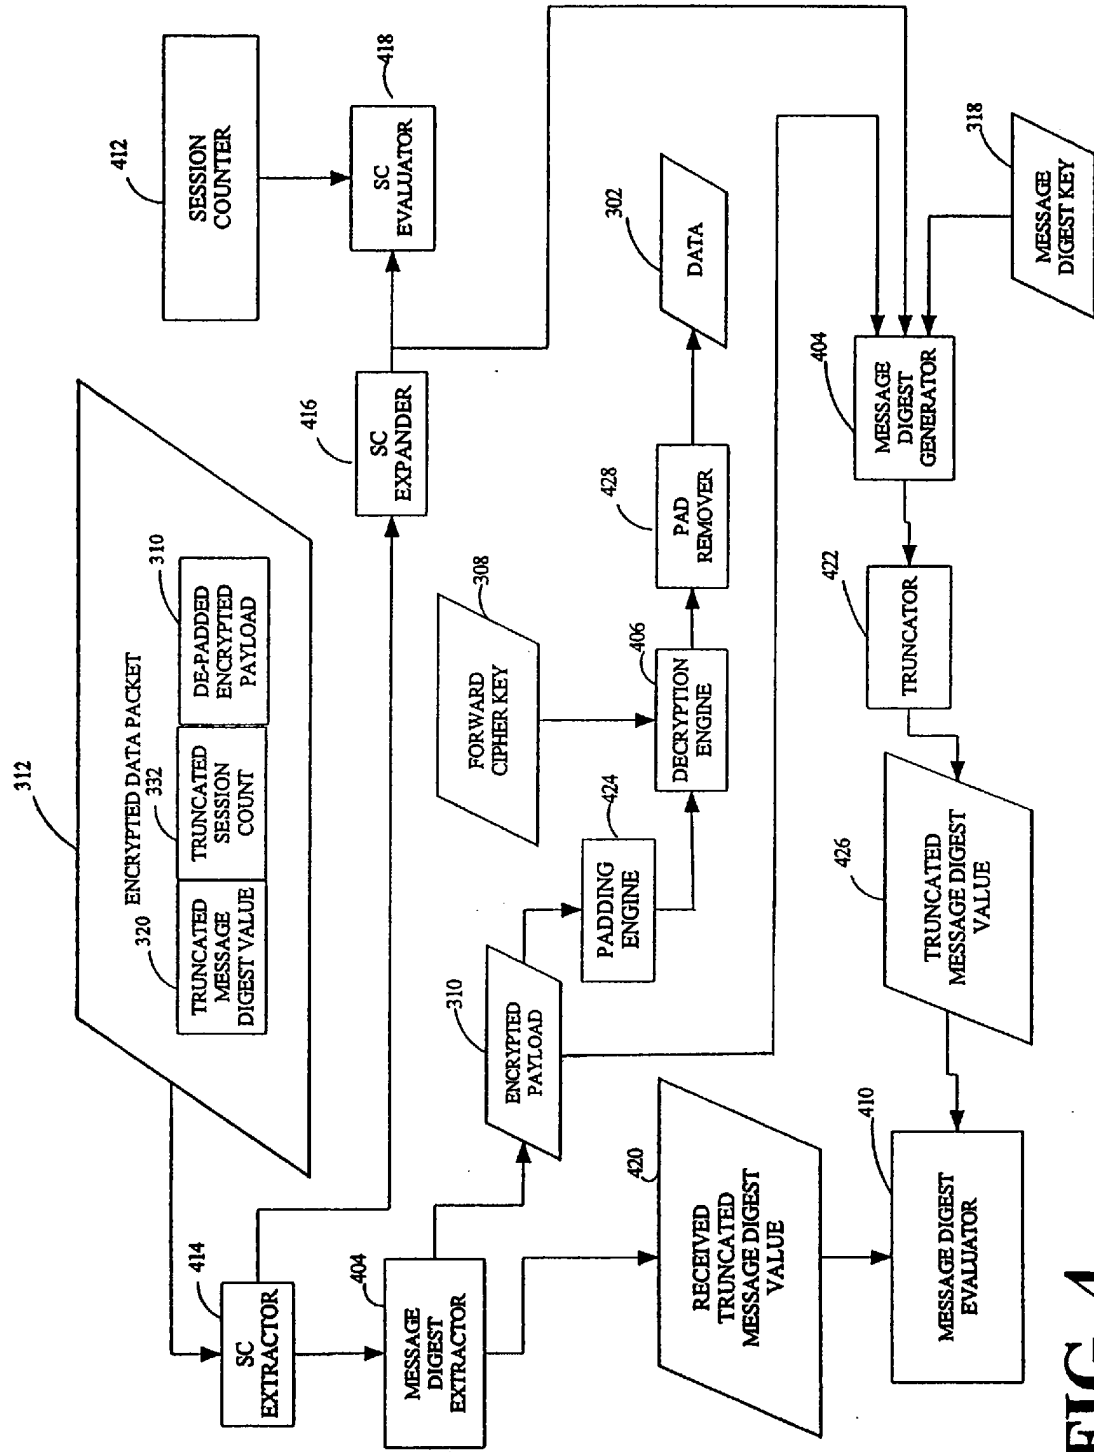 312
ENCRYPTED DATA PACKET
320
332
310
TRUNCATED
MESSAGE
DIGEST VALUE
TRUNCATED
SESSION
COUNT
DE-PADDED
ENCRYPTED
PAYLOAD
412
SESSION
COUNTER
414
SC
EXTRACTOR
416
SC
EXPANDER
SC
EVALUATOR
418
404
MESSAGE
DIGEST
EXTRACTOR
310
ENCRYPTED
PAYLOAD
FORWARD
CIPHER KEY
308
PADDING
ENGINE
424
DECRYPTION
ENGINE
406
PAD
REMOVER
428
DATA
302
420
RECEIVED
TRUNCATED
MESSAGE DIGEST
VALUE
410
MESSAGE DIGEST
EVALUATOR
426
TRUNCATED
MESSAGE DIGEST
VALUE
422
TRUNCATOR
404
MESSAGE
DIGEST
GENERATOR
MESSAGE
DIGEST KEY
318
FIG. 4